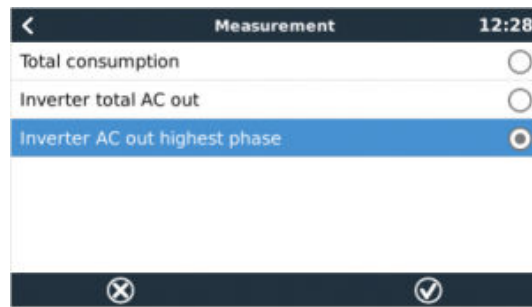 Measurement 12:28
Total consumption
Inverter total AC out
Inverter AC out highest phase